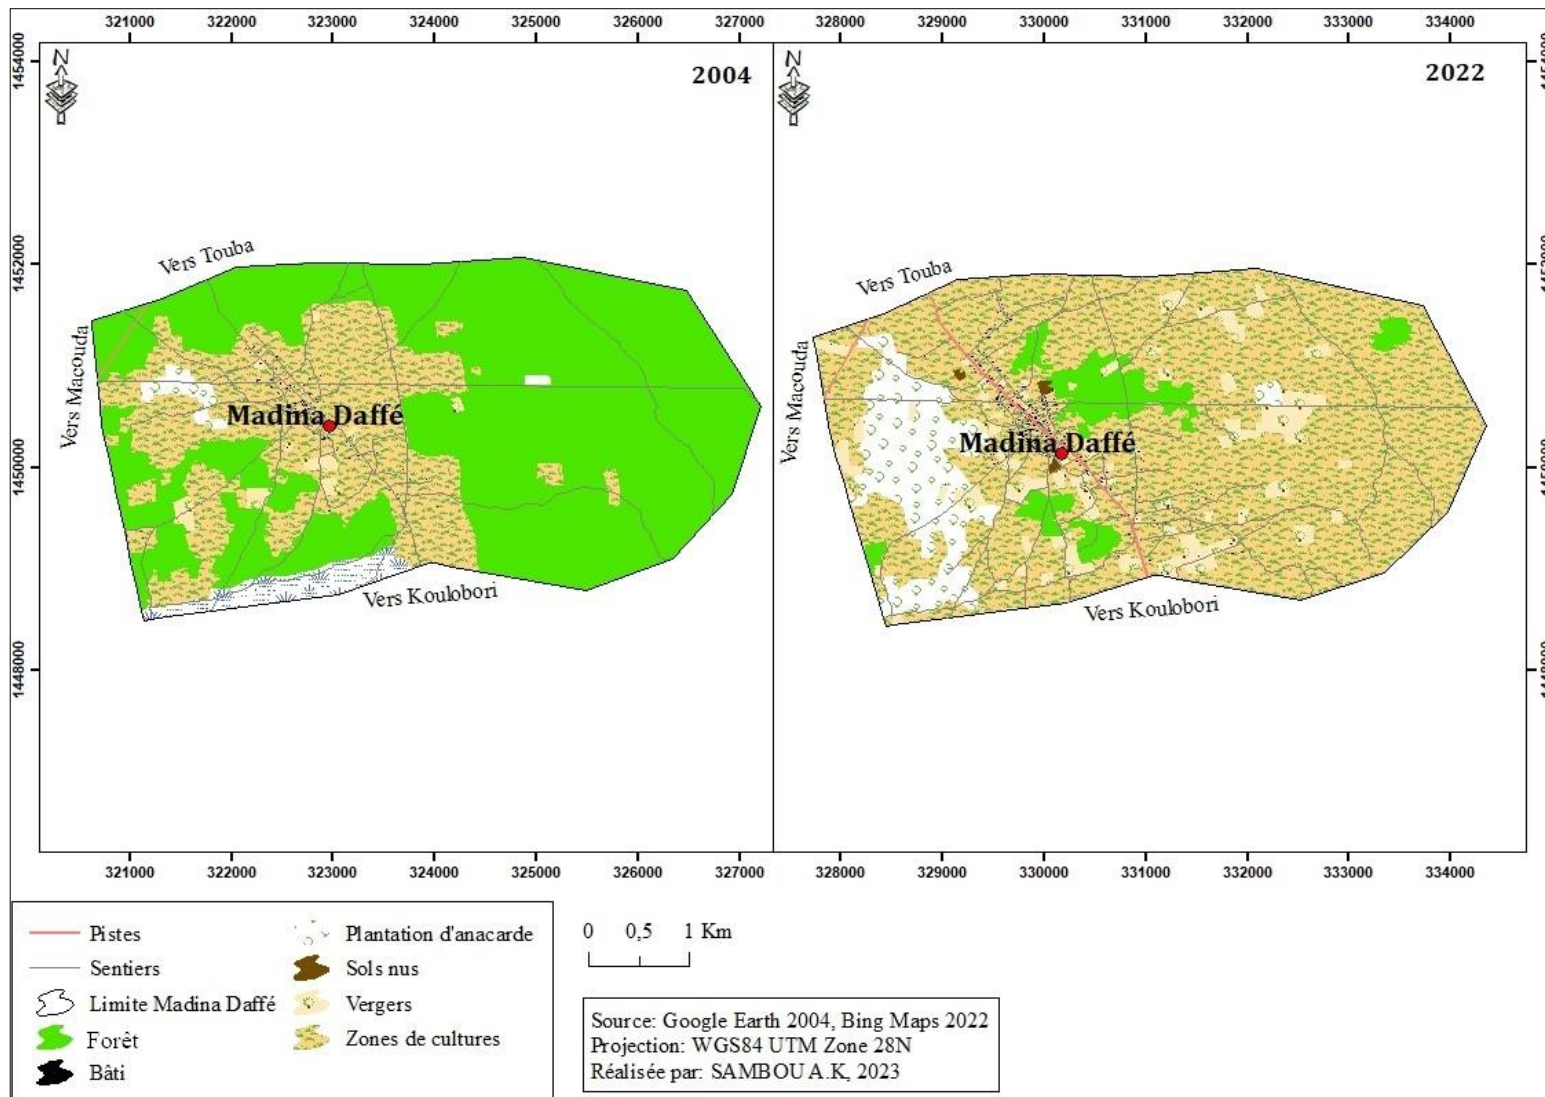 321000 322000 323000 324000 325000 326000 327000 328000 329000 330000 331000 332000 333000 334000
1454000
1454000
N
2004
N
2022
1452000
1452000
Vers Touba
Vers Touba
Vers Macouda
Vers Macouda
Madina Daffé
Madina Daffé
1450000
1450000
Vers Koulobori
Vers Koulobori
1448000
1448000
321000 322000 323000 324000 325000 326000 327000 328000 329000 330000 331000 332000 333000 334000
Pistes
Sentiers
Limite Madina Daffé
Forêt
Bâti
Plantation d'anacarde
Sols nus
Vergers
Zones de cultures
0 0,5 1 Km
Source: Google Earth 2004, Bing Maps 2022
Projection: WGS84 UTM Zone 28N
Réalisée par: SAMBOU A.K, 2023